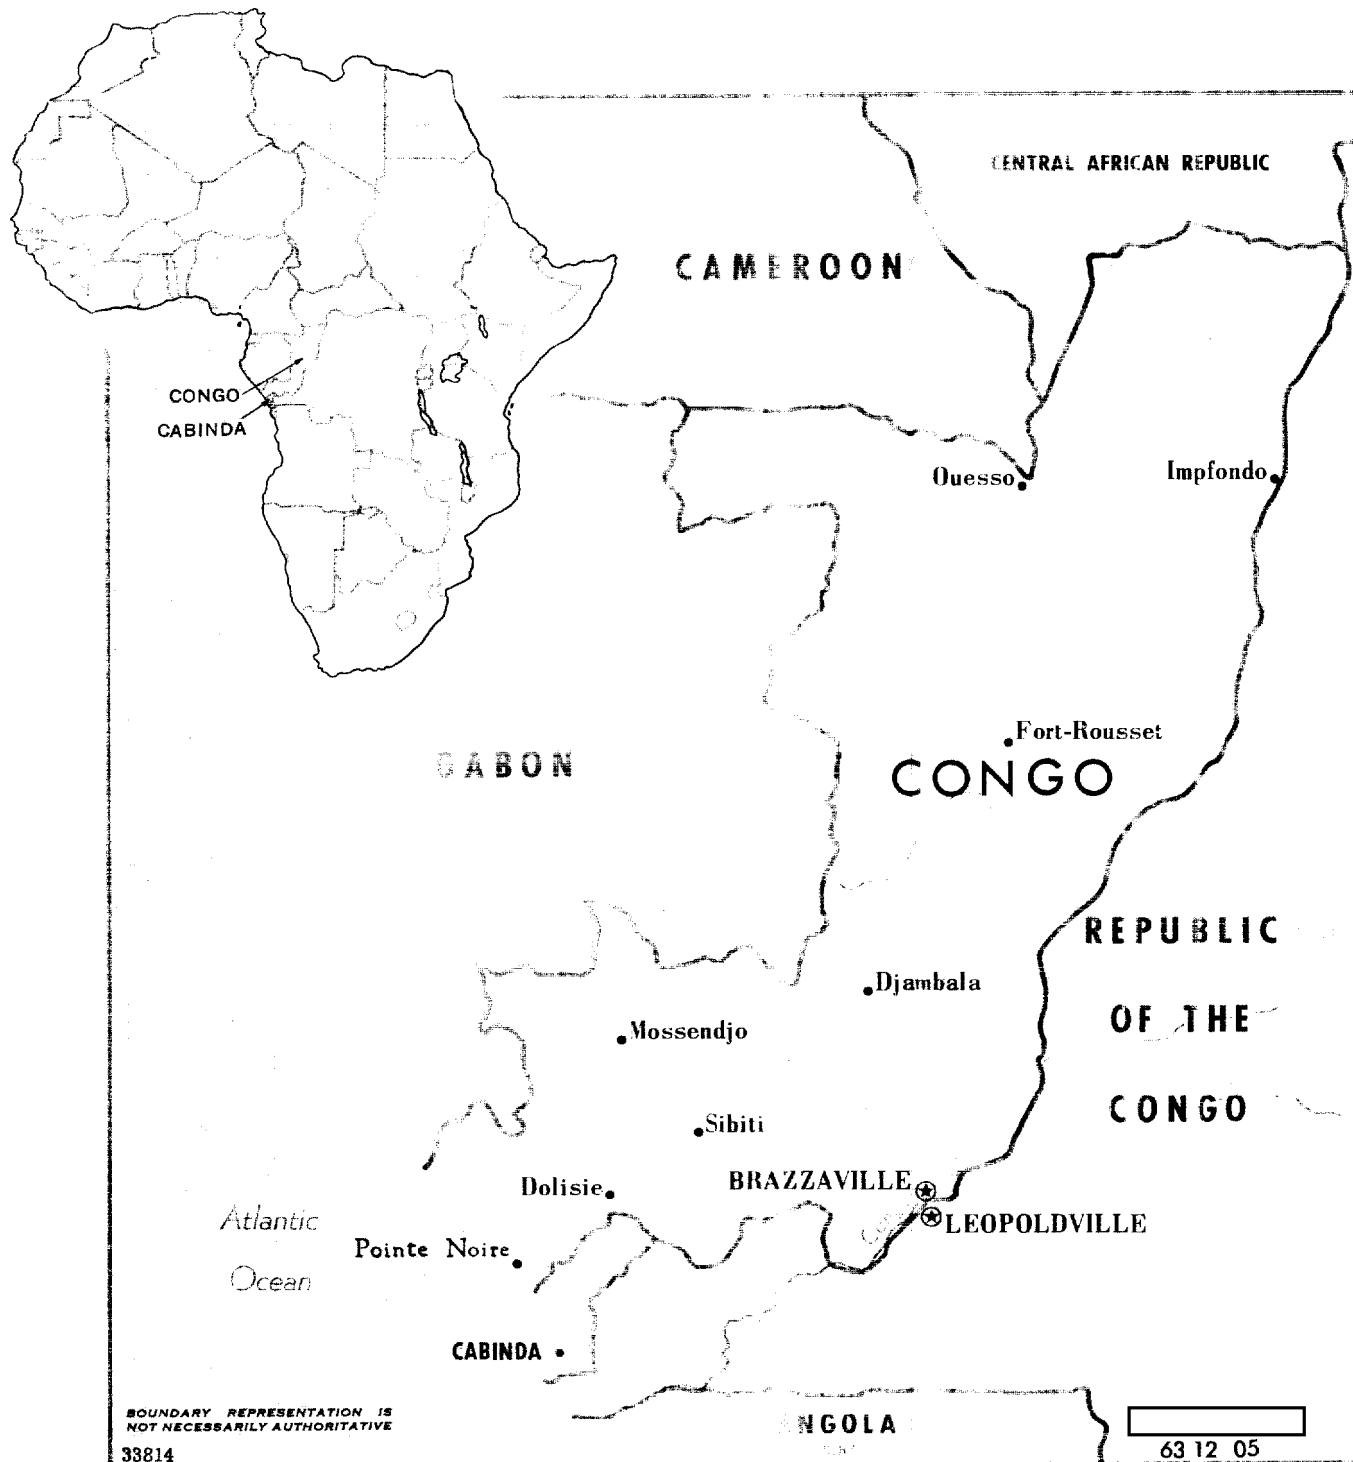 CENTRAL AFRICAN REPUBLIC
CAMEROON
CONGO
CABINDA
Ouesso
Impfondo
Fort-Rousset
GABON
CONGO
REPUBLIC
OF THE
CONGO
Djambala
Mossendjo
Sibiti
BRAZZAVILLE
Dolisie
LEOPOLDVILLE
Atlantic
Ocean
Pointe Noire
CABINDA
BOUNDARY REPRESENTATION IS
NOT NECESSARILY AUTHORITATIVE
ANGOLA
33814
63 12 05